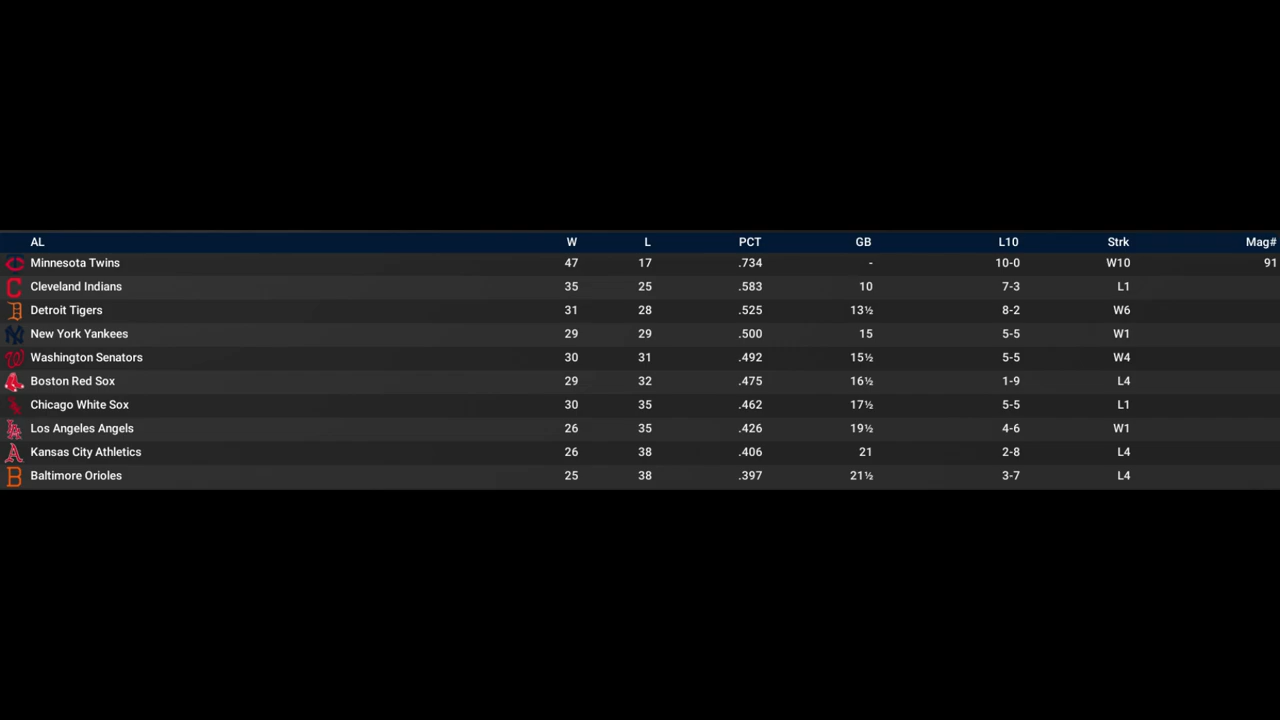 AL W L PCT GB L10 Strk Mag#
Minnesota Twins 47 17 .734 - 10-0 W10 91
Cleveland Indians 35 25 .583 10 7-3 L1
Detroit Tigers 31 28 .525 13½ 8-2 W6
New York Yankees 29 29 .500 15 5-5 W1
Washington Senators 30 31 .492 15½ 5-5 W4
Boston Red Sox 29 32 .475 16½ 1-9 L4
Chicago White Sox 30 35 .462 17½ 5-5 L1
Los Angeles Angels 26 35 .426 19½ 4-6 W1
Kansas City Athletics 26 38 .406 21 2-8 L4
Baltimore Orioles 25 38 .397 21½ 3-7 L4